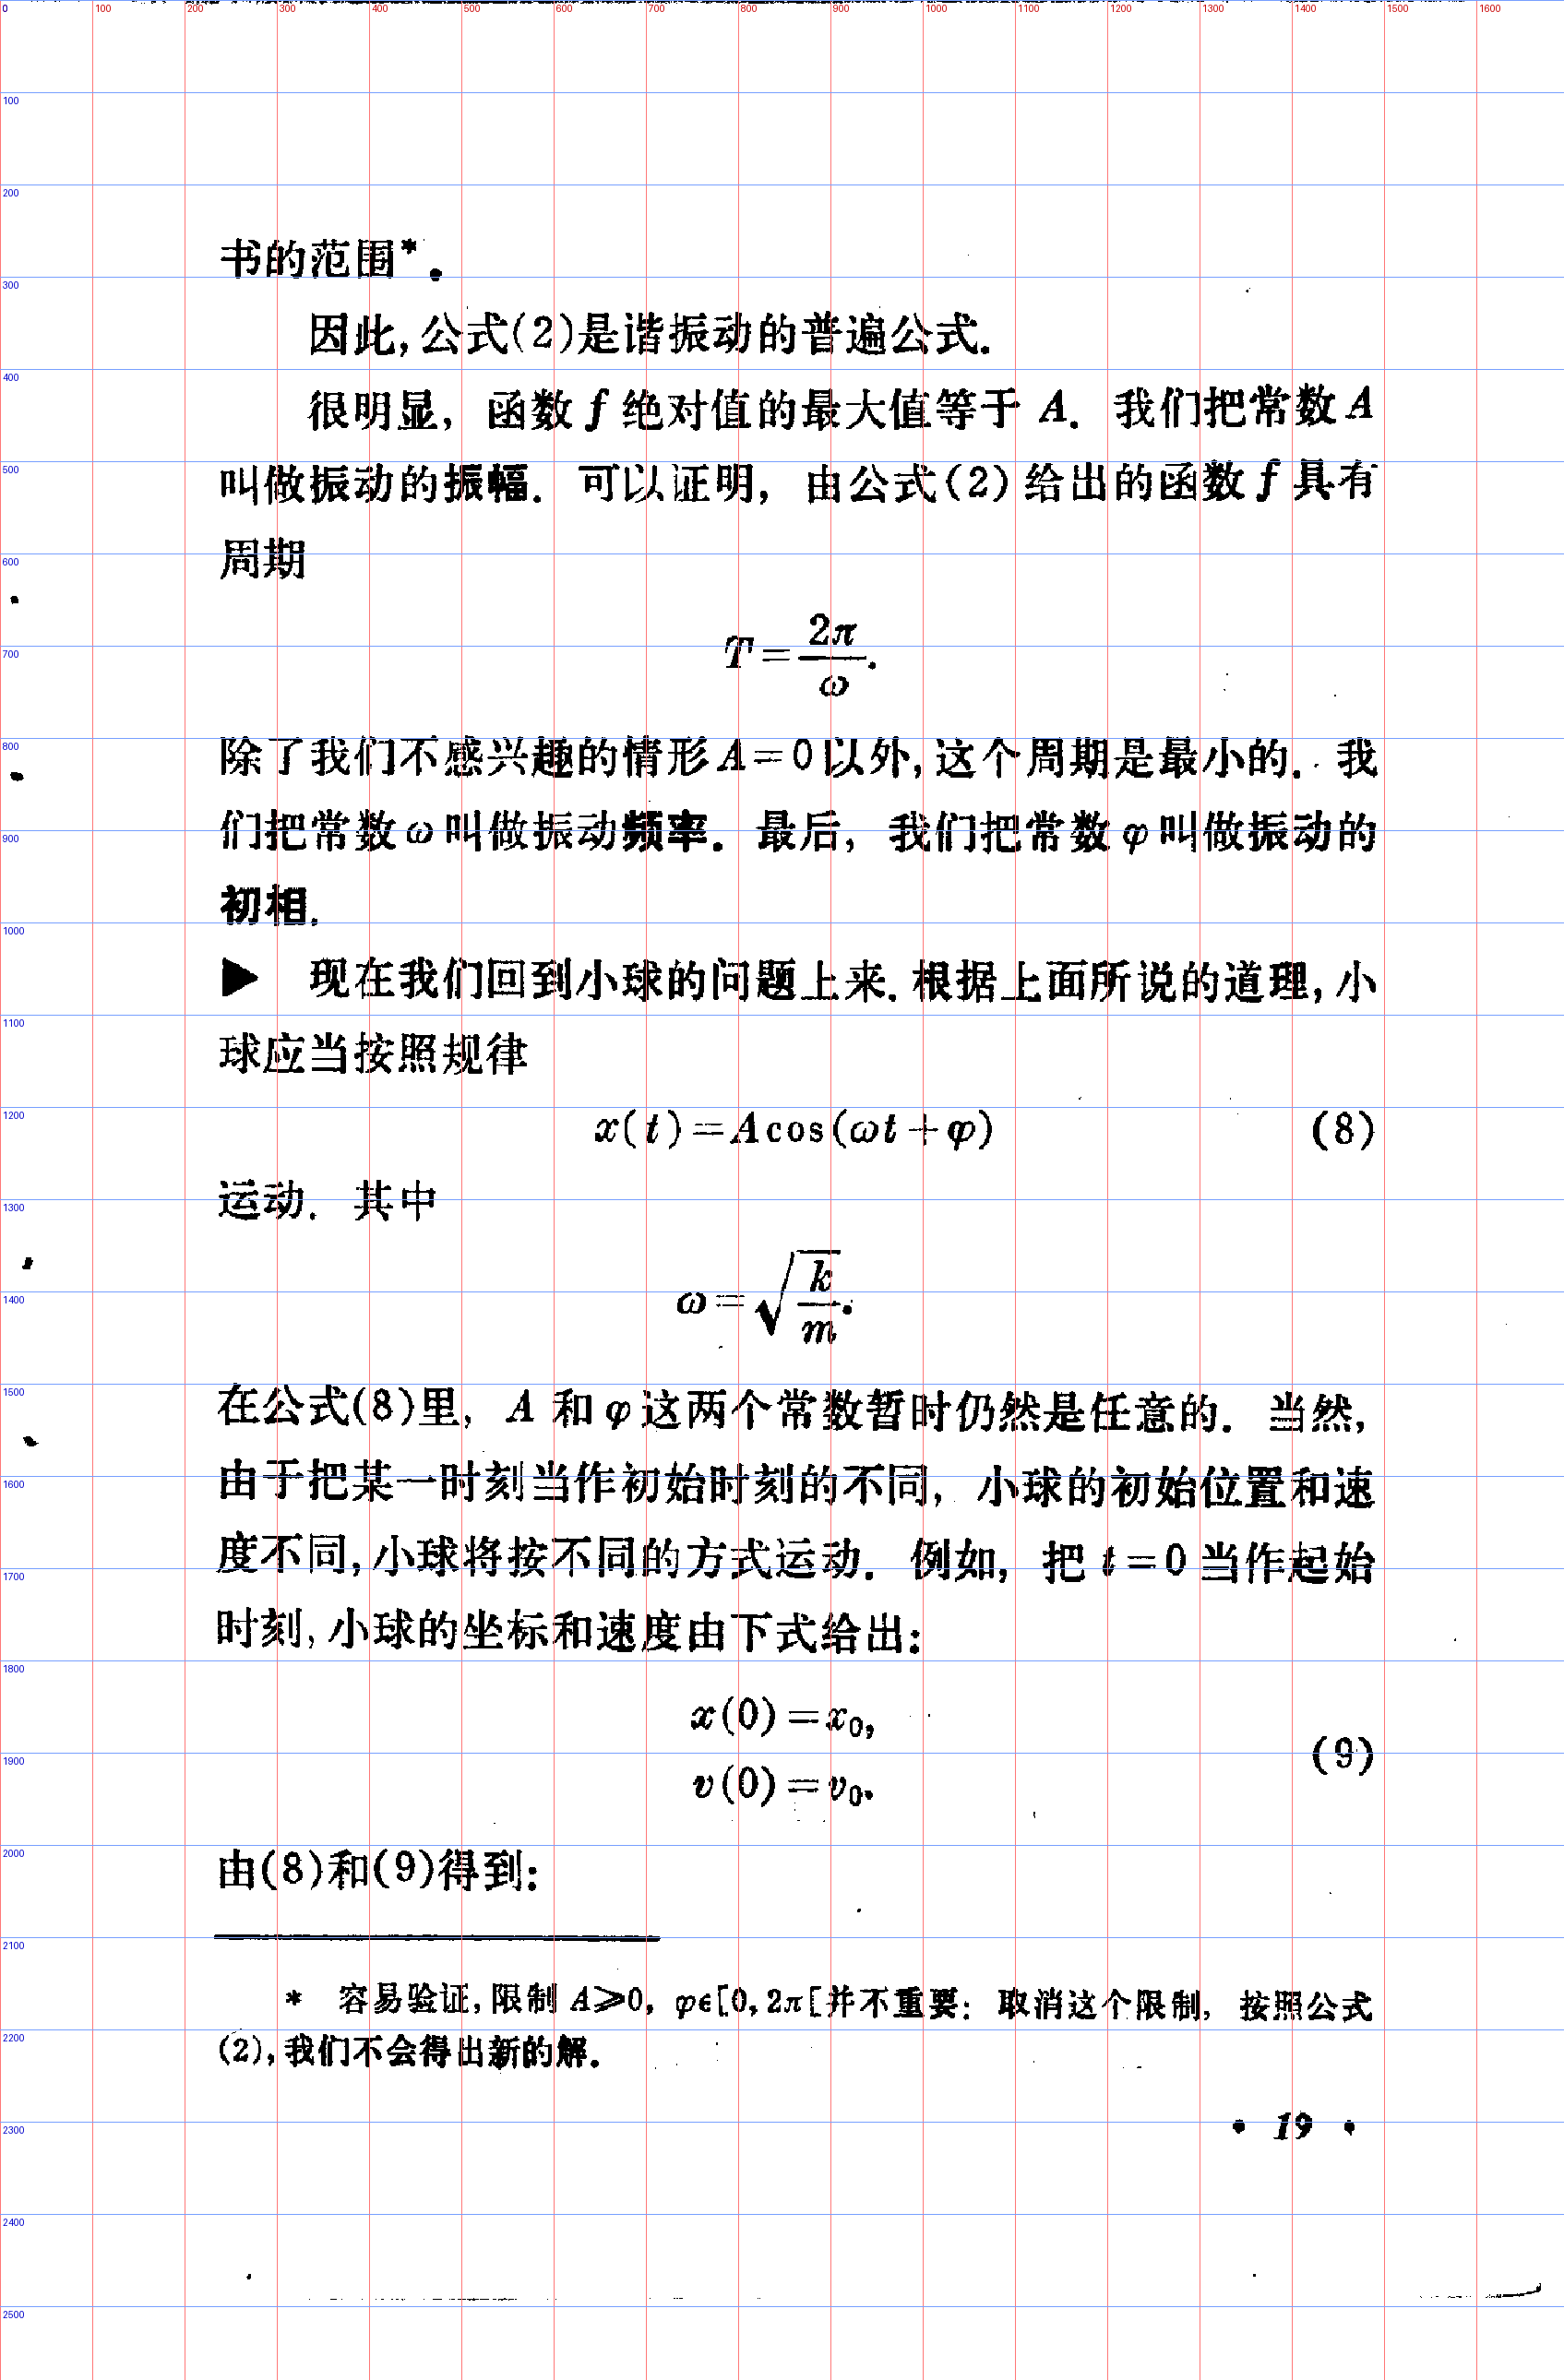 书的范围*.
因此,公式(2)是谐振动的普遍公式.
很明显, 函数 f 绝对值的最大值等于 A. 我们把常数 A
叫做振动的振幅. 可以证明, 由公式(2)给出的函数 f 具有
周期
T = 2π/ω.
除了我们不感兴趣的情形 A=0 以外,这个周期是最小的. 我
们把常数 ω 叫做振动频率. 最后, 我们把常数 φ 叫做振动的
初相.
▶ 现在我们回到小球的问题上来. 根据上面所说的道理,小
球应当按照规律
x(t)=A cos(ωt+φ) (8)
运动. 其中
ω=√(k/m).
在公式(8)里, A 和 φ 这两个常数暂时仍然是任意的. 当然,
由于把某一时刻当作初始时刻的不同, 小球的初始位置和速
度不同,小球将按不同的方式运动. 例如, 把 t=0 当作起始
时刻,小球的坐标和速度由下式给出:
x(0)=x₀,
v(0)=v₀. (9)
由(8)和(9)得到:
* 容易验证,限制 A≥0, φ∈[0,2π[并不重要; 取消这个限制, 按照公式
(2),我们不会得出新的解.
• 19 •